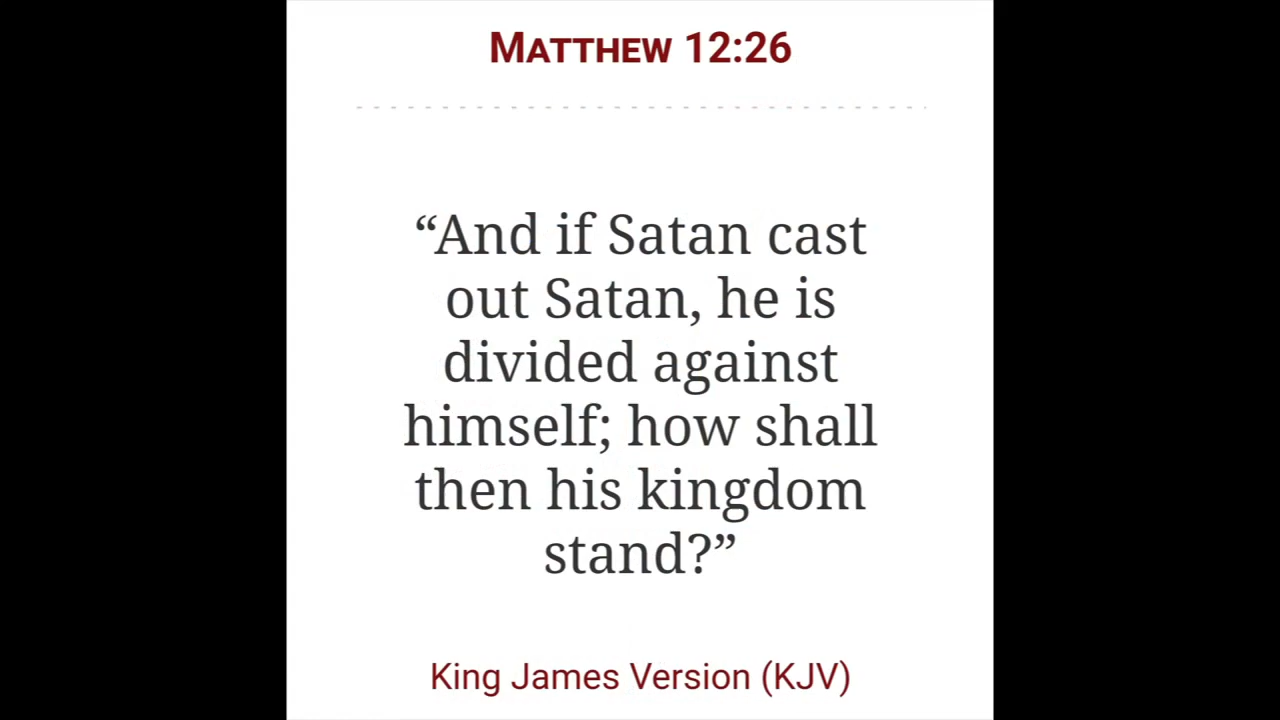 MATTHEW 12:26
“And if Satan cast
out Satan, he is
divided against
himself; how shall
then his kingdom
stand?”
King James Version (KJV)